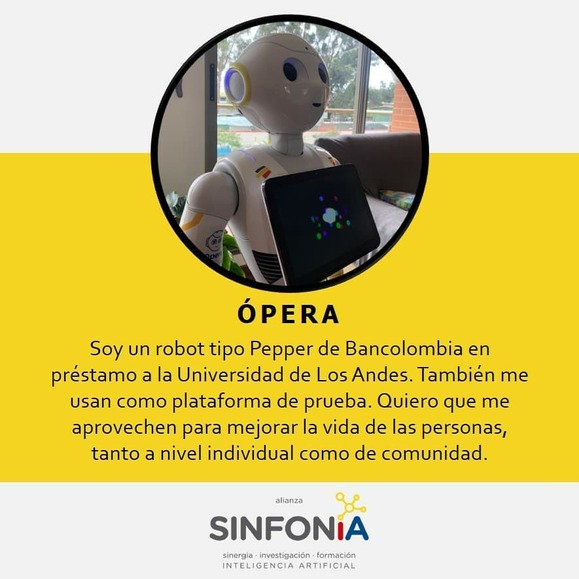 ÓPERA
Soy un robot tipo Pepper de Bancolombia en
préstamo a la Universidad de Los Andes. También me
usan como plataforma de prueba. Quiero que me
aprovechen para mejorar la vida de las personas,
tanto a nivel individual como de comunidad.
alianza
SINFONíA
sinergia · investigación · formación
INTELIGENCIA ARTIFICIAL